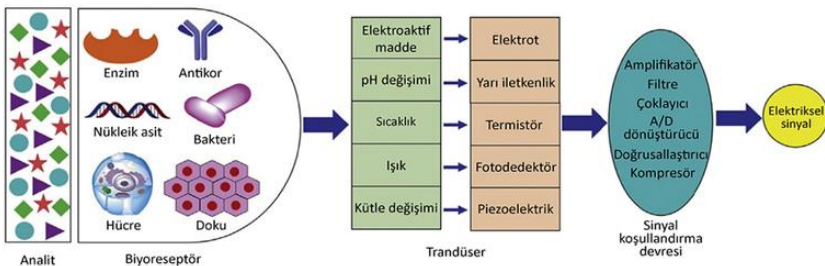 Enzim
Antikor
Nükleik asit
Bakteri
Hücre
Doku
Analit
Biyoreseptör
Elektroaktif
madde
Elektrot
pH değişimi
Yarı iletkenlik
Sıcaklık
Termistör
Işık
Fotodedektör
Kütle değişimi
Piezoelektrik
Trandüser
Amplifikatör
Filtre
Çoklayıcı
A/D
dönüştürücü
Doğrusallaştırıcı
Kompresör
Sinyal
koşullandırma
devresi
Elektriksel
sinyal